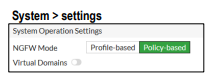 System > settings
System Operation Settings
NGFW Mode Profile-based Policy-based
Virtual Domains